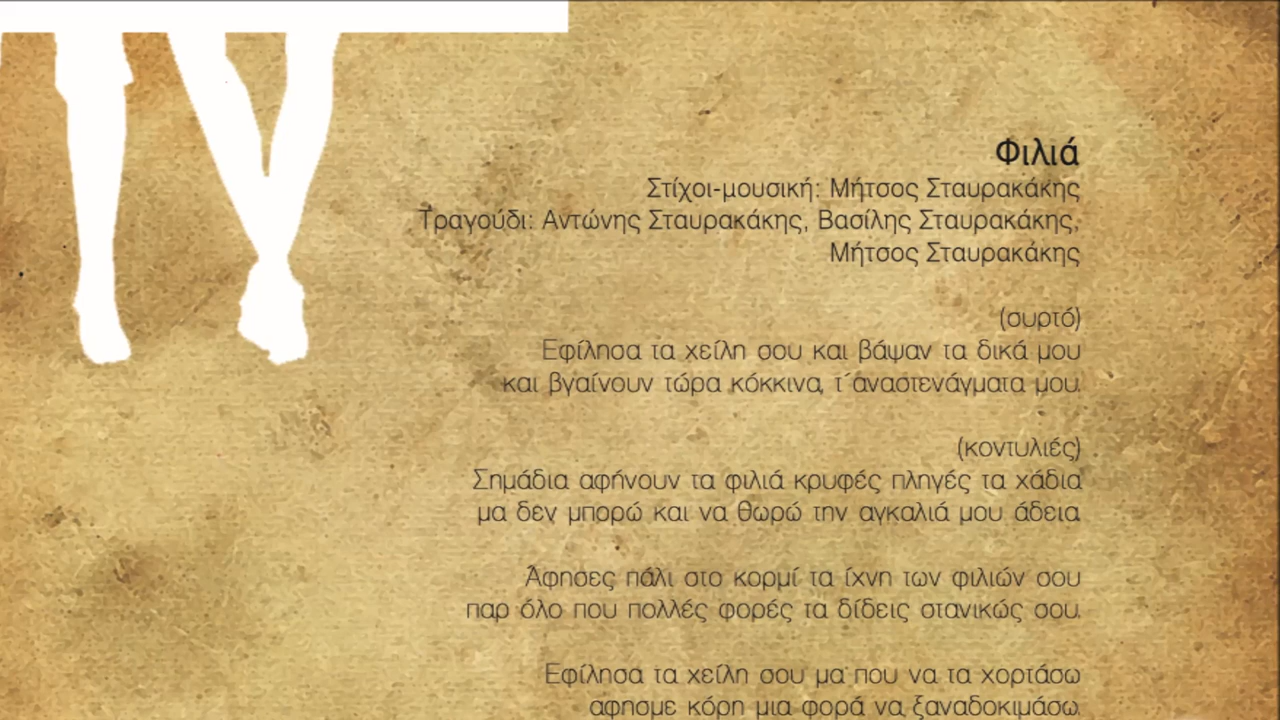 Φιλιά
Στίχοι-μουσική: Μήτσος Σταυρακάκης
Τραγούδι: Αντώνης Σταυρακάκης, Βασίλης Σταυρακάκης,
Μήτσος Σταυρακάκης
(συρτό)
Εφίλησα τα χείλη σου και βάψαν τα δικά μου
και βγαίνουν τώρα κόκκινα, τ΄αναστενάγματα μου.
(κοντυλιές)
Σημάδια αφήνουν τα φιλιά κρυφές πληγές τα χάδια
μα δεν μπορώ και να θωρώ την αγκαλιά μου άδεια.
Άφησες πάλι στο κορμί τα ίχνη των φιλιών σου
παρ όλο που πολλές φορές τα δίδεις στανικώς σου.
Εφίλησα τα χείλη σου μα που να τα χορτάσω
αφησμε κόρη μια φορά να ξαναδοκιμάσω.